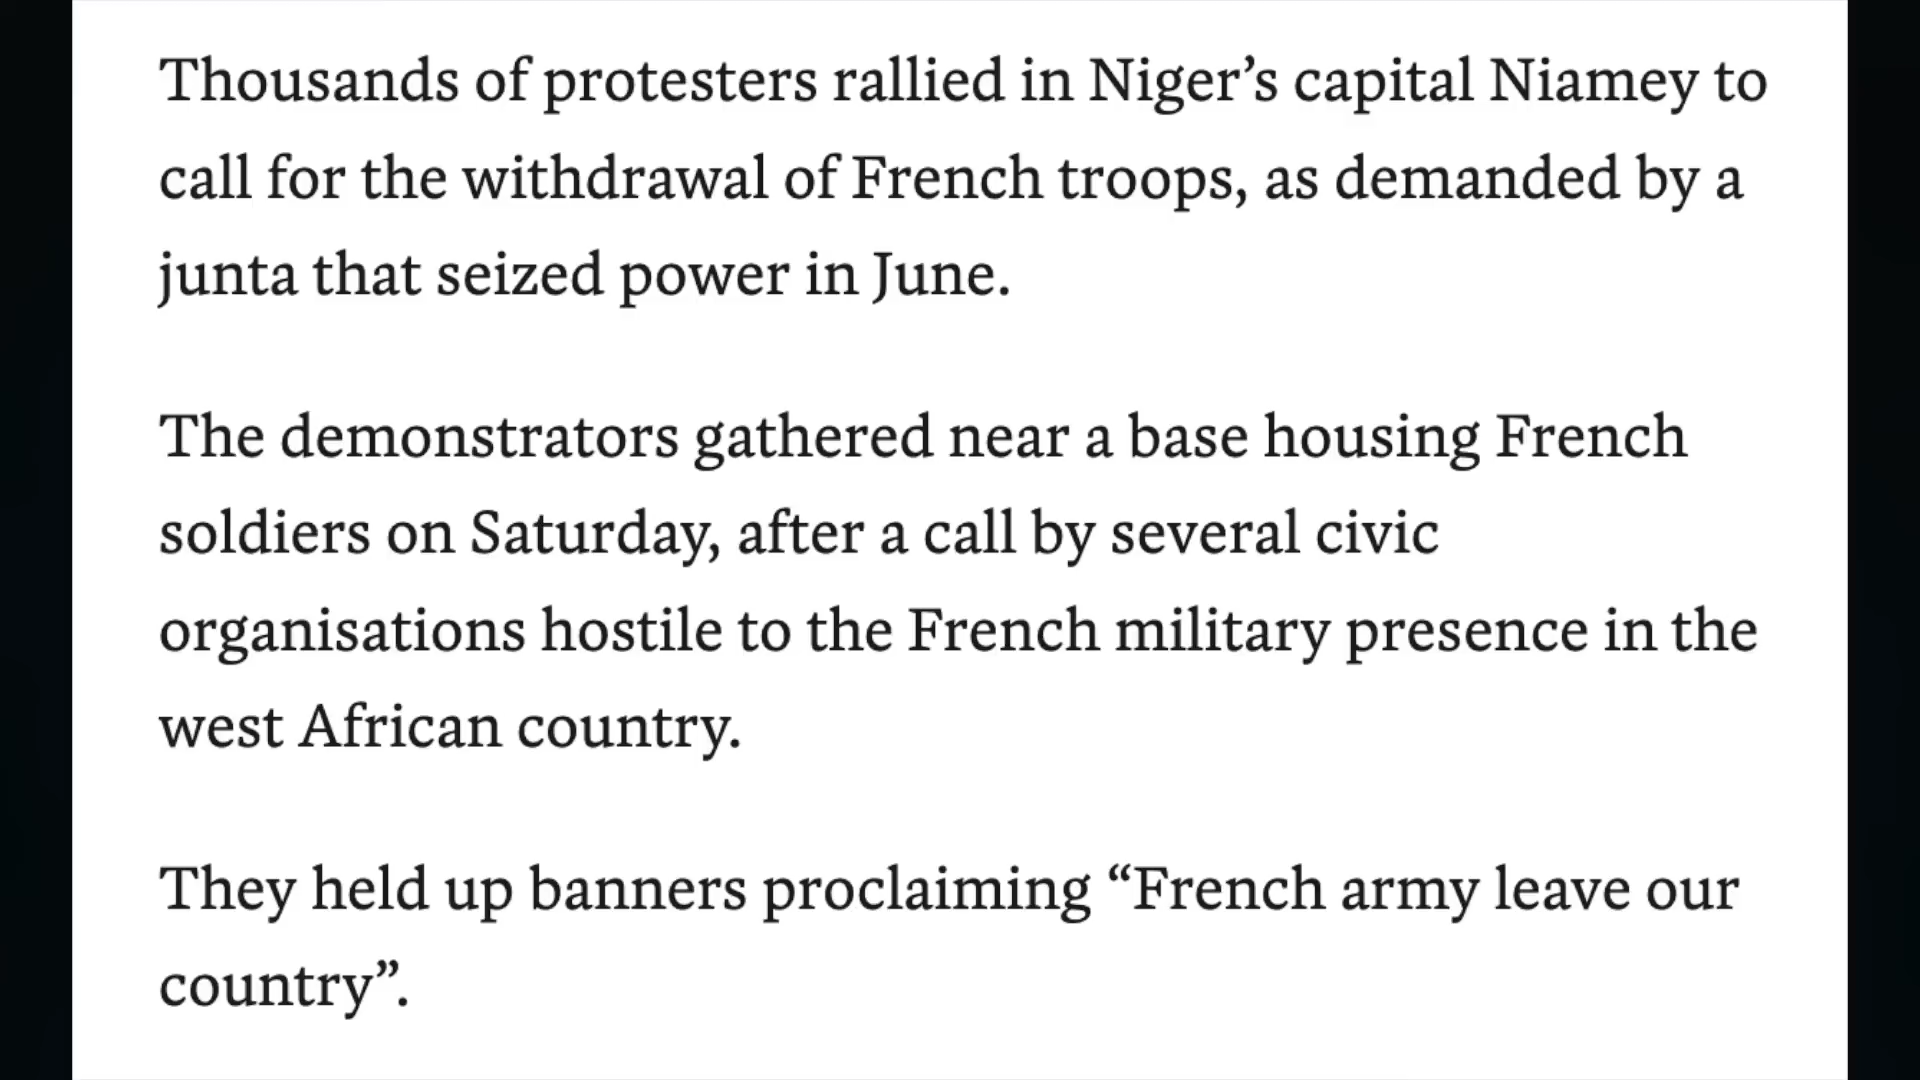 Thousands of protesters rallied in Niger’s capital Niamey to
call for the withdrawal of French troops, as demanded by a
junta that seized power in June.
The demonstrators gathered near a base housing French
soldiers on Saturday, after a call by several civic
organisations hostile to the French military presence in the
west African country.
They held up banners proclaiming “French army leave our
country”.